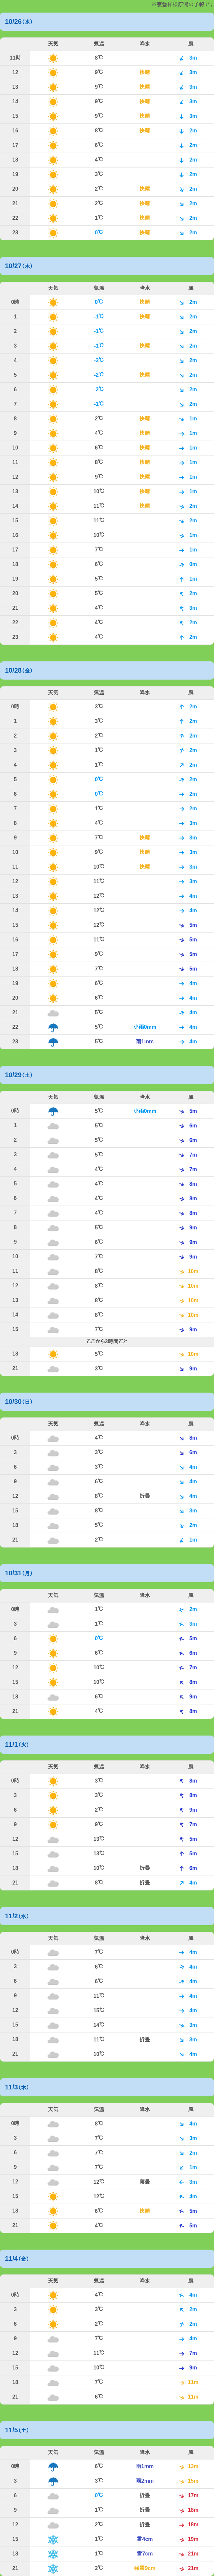 ※農樹様栽原減の予報です
10/26(水)
天気 気温 降水 風
11時 8℃ 3m
12 9℃ 快晴 3m
13 9℃ 快晴 3m
14 9℃ 快晴 3m
15 9℃ 快晴 3m
16 8℃ 快晴 2m
17 6℃ 2m
18 4℃ 2m
19 3℃ 2m
20 2℃ 快晴 2m
21 2℃ 快晴 2m
22 1℃ 快晴 2m
23 0℃ 快晴 2m
10/27(木)
天気 気温 降水 風
0時 0℃ 快晴 2m
1 -1℃ 快晴 2m
2 -1℃ 2m
3 -1℃ 快晴 2m
4 -2℃ 2m
5 -2℃ 快晴 2m
6 -2℃ 2m
7 -1℃ 2m
8 2℃ 快晴 1m
9 4℃ 快晴 1m
10 6℃ 快晴 1m
11 8℃ 快晴 1m
12 9℃ 快晴 1m
13 10℃ 快晴 1m
14 11℃ 快晴 2m
15 11℃ 2m
16 10℃ 1m
17 7℃ 1m
18 6℃ 0m
19 5℃ 1m
20 5℃ 2m
21 4℃ 3m
22 4℃ 2m
23 4℃ 2m
10/28(金)
天気 気温 降水 風
0時 3℃ 2m
1 3℃ 2m
2 2℃ 2m
3 1℃ 2m
4 1℃ 2m
5 0℃ 2m
6 0℃ 2m
7 1℃ 2m
8 4℃ 3m
9 7℃ 快晴 3m
10 9℃ 快晴 3m
11 10℃ 快晴 3m
12 11℃ 3m
13 12℃ 4m
14 12℃ 4m
15 12℃ 5m
16 11℃ 5m
17 9℃ 5m
18 7℃ 5m
19 6℃ 4m
20 6℃ 4m
21 5℃ 4m
22 5℃ 小雨0mm 4m
23 5℃ 雨1mm 4m
10/29(土)
天気 気温 降水 風
0時 5℃ 小雨0mm 5m
1 5℃ 6m
2 5℃ 6m
3 5℃ 7m
4 4℃ 7m
5 4℃ 8m
6 4℃ 8m
7 4℃ 8m
8 5℃ 9m
9 6℃ 9m
10 7℃ 9m
11 8℃ 10m
12 8℃ 10m
13 8℃ 10m
14 8℃ 10m
15 7℃ 9m
ここから3時間ごと
18 5℃ 10m
21 3℃ 9m
10/30(日)
天気 気温 降水 風
0時 4℃ 8m
3 3℃ 6m
6 3℃ 4m
9 6℃ 4m
12 8℃ 折曇 4m
15 8℃ 3m
18 5℃ 2m
21 2℃ 1m
10/31(月)
天気 気温 降水 風
0時 1℃ 2m
3 1℃ 3m
6 0℃ 5m
9 6℃ 6m
12 10℃ 7m
15 10℃ 8m
18 6℃ 9m
21 4℃ 8m
11/1(火)
天気 気温 降水 風
0時 3℃ 8m
3 3℃ 8m
6 2℃ 9m
9 9℃ 7m
12 13℃ 5m
15 13℃ 5m
18 10℃ 折曇 6m
21 8℃ 折曇 4m
11/2(水)
天気 気温 降水 風
0時 7℃ 4m
3 6℃ 4m
6 6℃ 4m
9 11℃ 4m
12 15℃ 4m
15 14℃ 3m
18 11℃ 折曇 3m
21 10℃ 4m
11/3(木)
天気 気温 降水 風
0時 8℃ 4m
3 7℃ 3m
6 7℃ 2m
9 7℃ 1m
12 12℃ 薄曇 3m
15 12℃ 4m
18 6℃ 快晴 5m
21 4℃ 5m
11/4(金)
天気 気温 降水 風
0時 4℃ 4m
3 3℃ 2m
6 2℃ 2m
9 7℃ 4m
12 11℃ 7m
15 10℃ 9m
18 7℃ 11m
21 6℃ 11m
11/5(土)
天気 気温 降水 風
0時 6℃ 雨1mm 13m
3 3℃ 雨2mm 15m
6 0℃ 折曇 17m
9 1℃ 折曇 18m
12 2℃ 折曇 18m
15 1℃ 雪4cm 19m
18 1℃ 雪7cm 21m
21 2℃ 21m